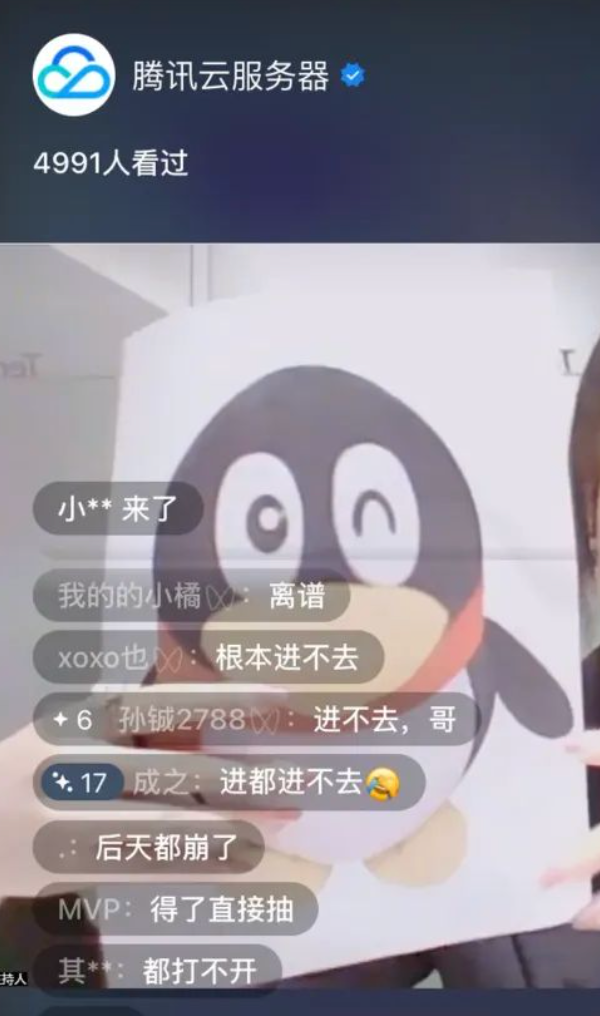 腾讯云服务器
4991人看过
Ten
T
小** 来了
我的的小橘: 离谱
xoxo也: 根本进不去
6 孙铖2788: 进不去，哥
17 成之: 进都进不去😂
.: 后天都崩了
MVP: 得了直接抽
其**: 都打不开
持人